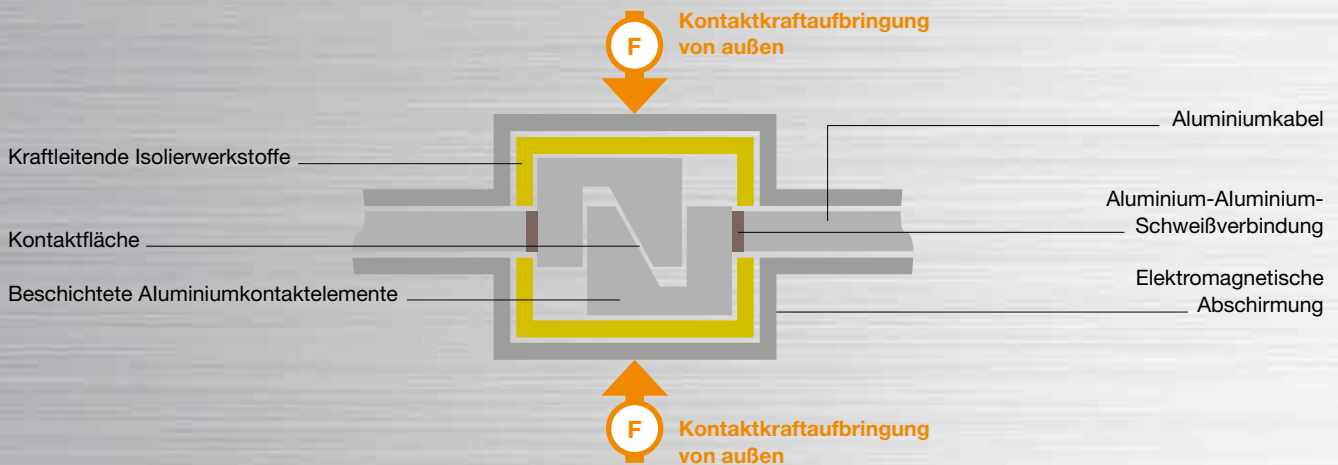 F
Kontaktkraftaufbringung
von außen
Kraftleitende Isolierwerkstoffe
Kontaktfläche
Beschichtete Aluminiumkontaktelemente
Aluminiumkabel
Aluminium-Aluminium-
Schweißverbindung
Elektromagnetische
Abschirmung
F
Kontaktkraftaufbringung
von außen